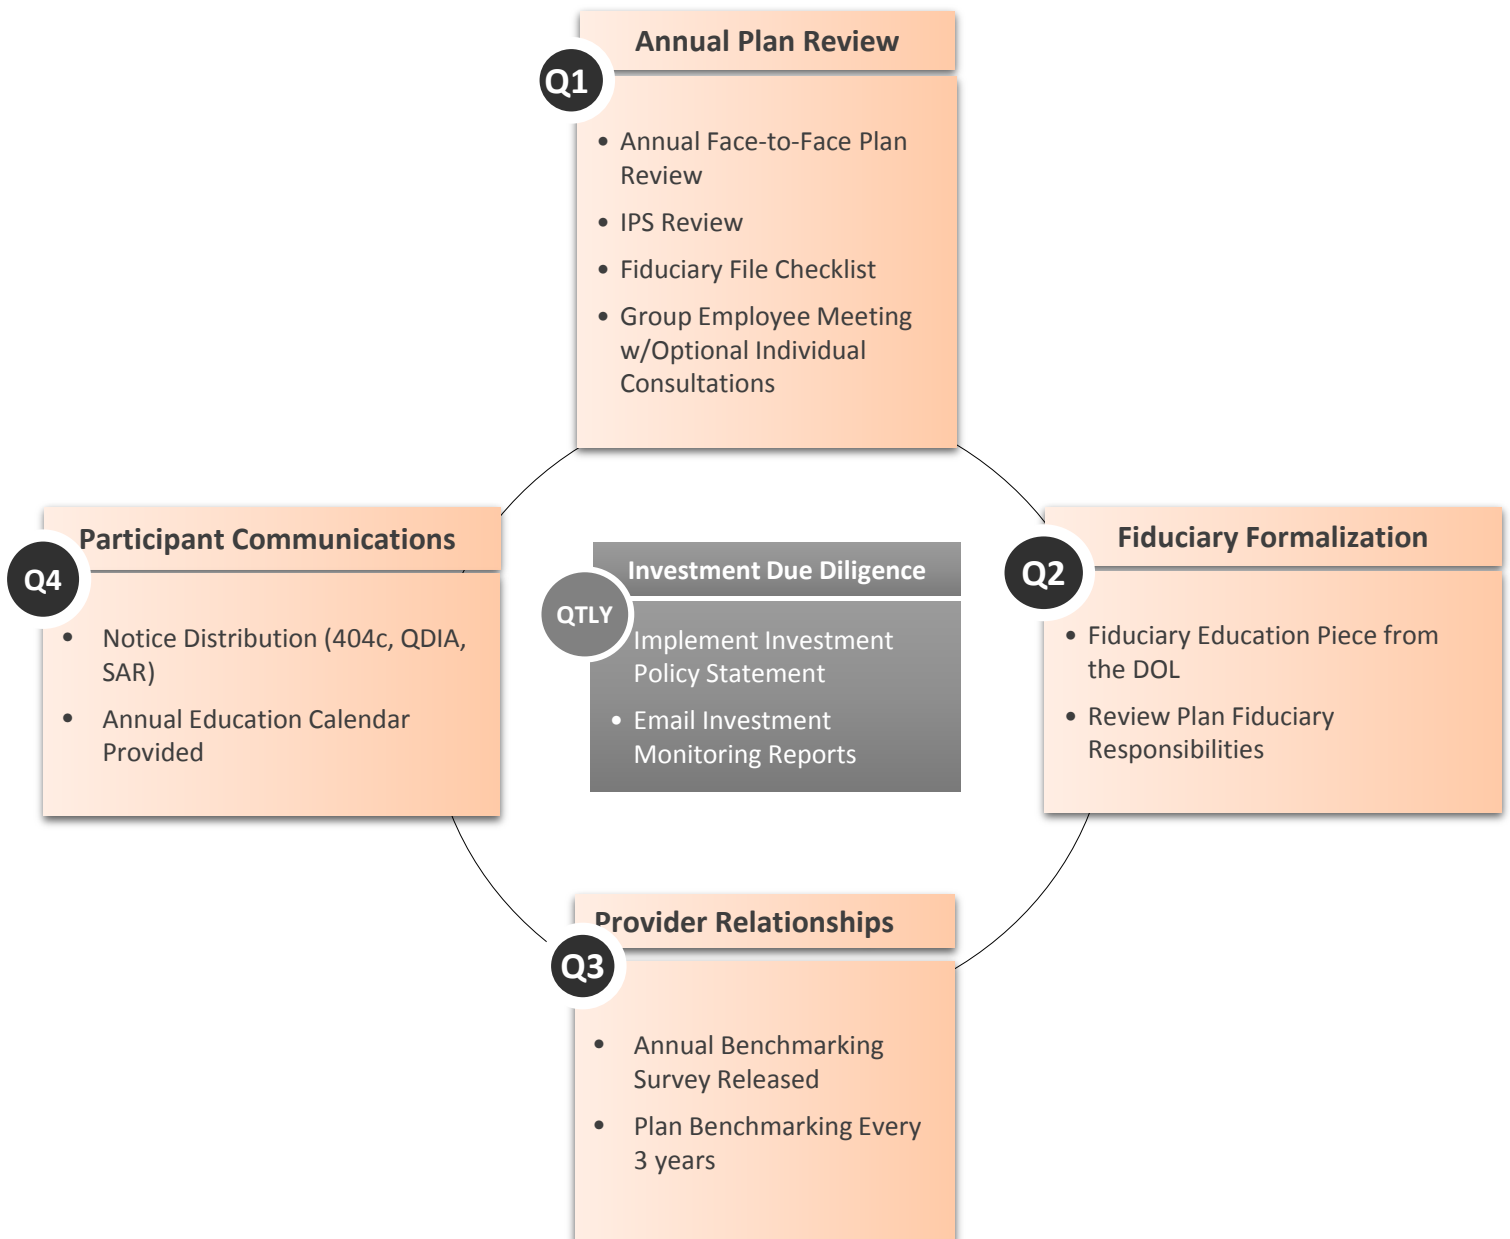 Annual Plan Review
Q1
• Annual Face-to-Face Plan
Review
• IPS Review
• Fiduciary File Checklist
• Group Employee Meeting
w/Optional Individual
Consultations
Fiduciary Formalization
Q2
• Fiduciary Education Piece from
the DOL
• Review Plan Fiduciary
Responsibilities
Provider Relationships
Q3
• Annual Benchmarking
Survey Released
• Plan Benchmarking Every
3 years
Participant Communications
Q4
• Notice Distribution (404c, QDIA,
SAR)
• Annual Education Calendar
Provided
Investment Due Diligence
QTLY
Implement Investment
Policy Statement
• Email Investment
Monitoring Reports